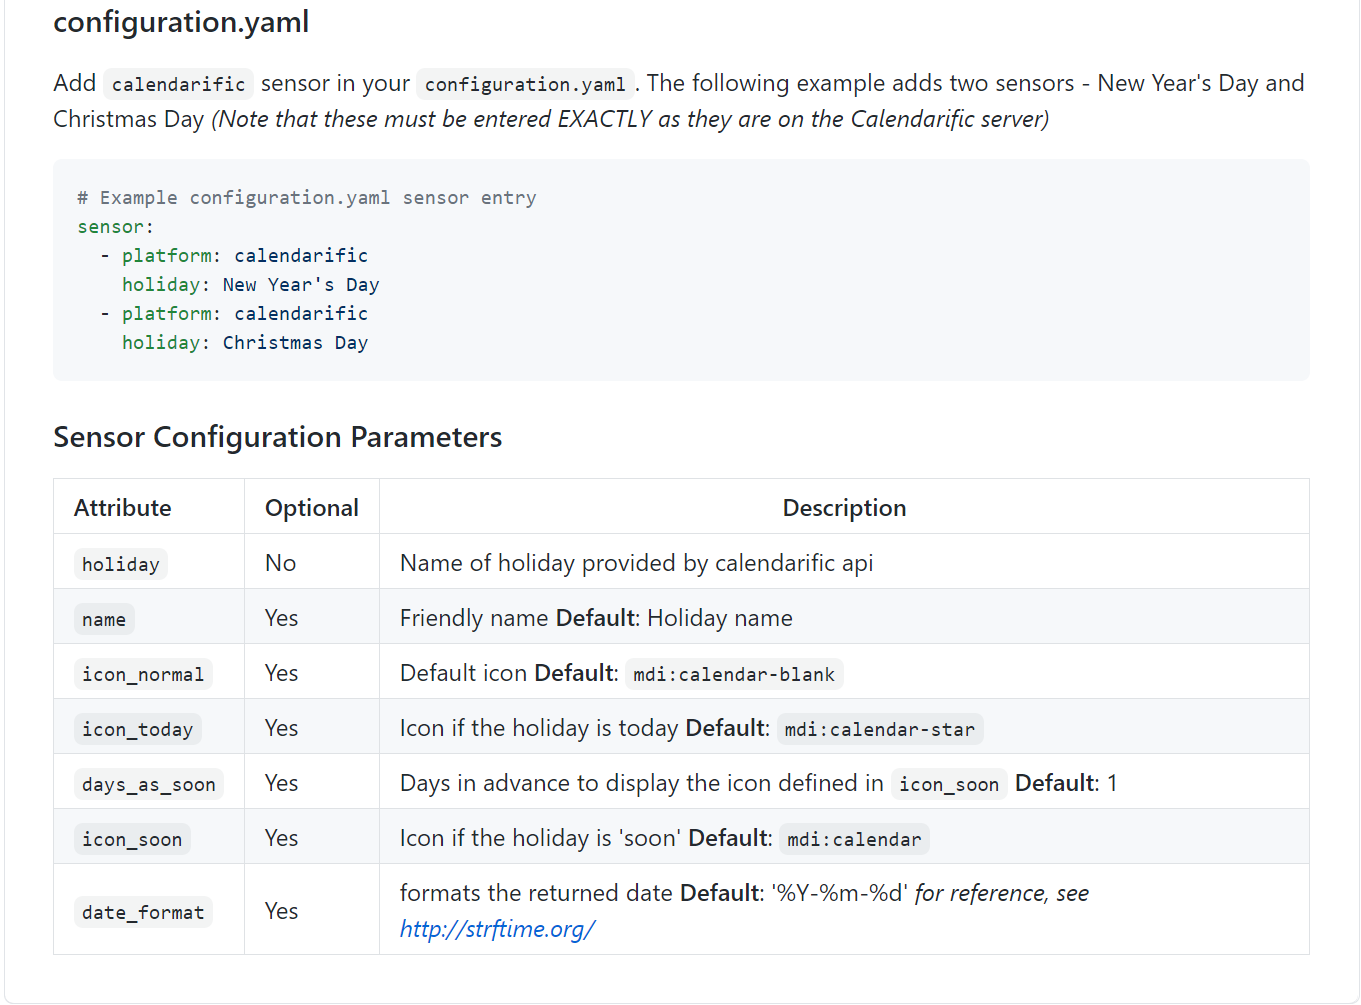 configuration.yaml
Add calendarific sensor in your configuration.yaml. The following example adds two sensors - New Year's Day and
Christmas Day (Note that these must be entered EXACTLY as they are on the Calendarific server)
# Example configuration.yaml sensor entry
sensor:
  - platform: calendarific
    holiday: New Year's Day
  - platform: calendarific
    holiday: Christmas Day
Sensor Configuration Parameters
Attribute Optional Description
holiday No Name of holiday provided by calendarific api
name Yes Friendly name Default: Holiday name
icon_normal Yes Default icon Default: mdi:calendar-blank
icon_today Yes Icon if the holiday is today Default: mdi:calendar-star
days_as_soon Yes Days in advance to display the icon defined in icon_soon Default: 1
icon_soon Yes Icon if the holiday is 'soon' Default: mdi:calendar
date_format Yes formats the returned date Default: '%Y-%m-%d' for reference, see
http://strftime.org/